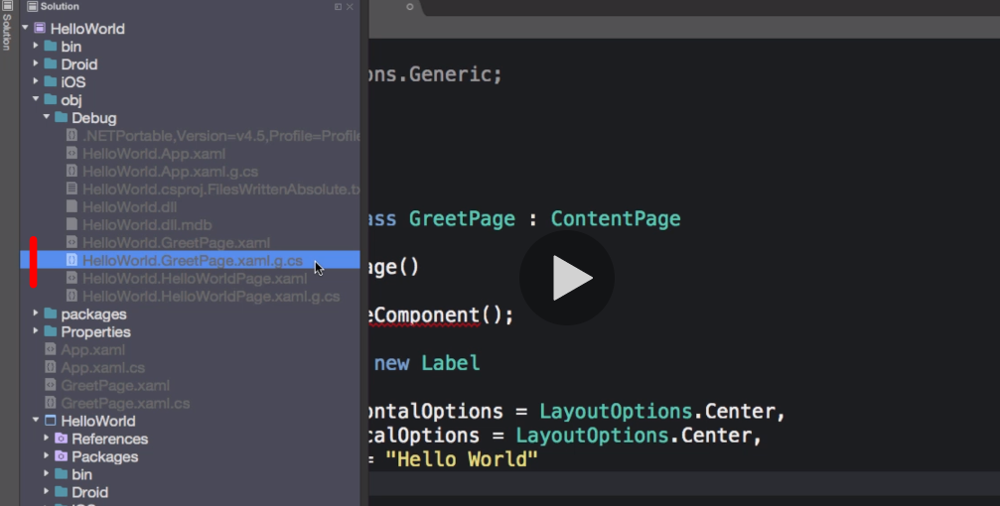 Solution
Solution
HelloWorld
bin
Droid
iOS
obj
Debug
.NETPortable,Version=v4.5,Profile=Profile
HelloWorld.App.xaml
HelloWorld.App.xaml.g.cs
HelloWorld.csproj.FilesWrittenAbsolute.tx
HelloWorld.dll
HelloWorld.dll.mdb
HelloWorld.GreetPage.xaml
HelloWorld.GreetPage.xaml.g.cs
HelloWorld.HelloWorldPage.xaml
HelloWorld.HelloWorldPage.xaml.g.cs
packages
Properties
App.xaml
App.xaml.cs
GreetPage.xaml
GreetPage.xaml.cs
HelloWorld
References
Packages
bin
Droid
iOS
ons.Generic;
ass GreetPage : ContentPage
age()
eComponent();
new Label
ontalOptions = LayoutOptions.Center,
calOptions = LayoutOptions.Center,
= "Hello World"